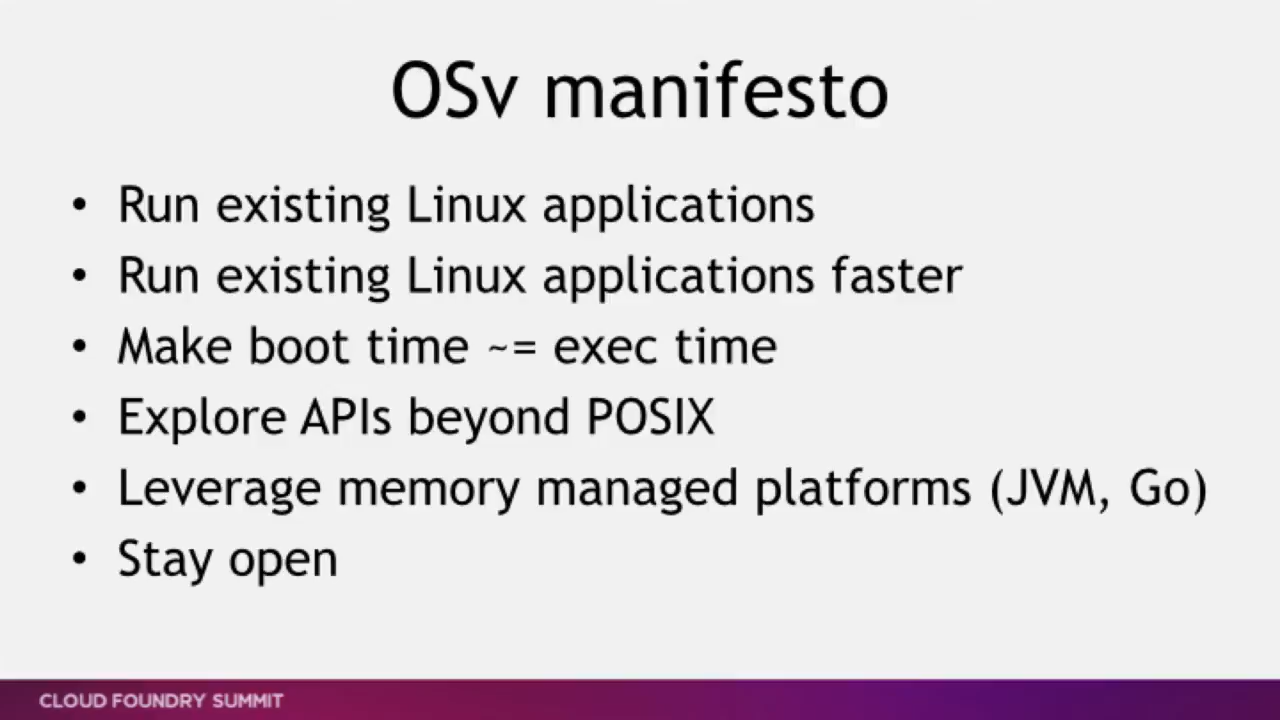 OSv manifesto
• Run existing Linux applications
• Run existing Linux applications faster
• Make boot time ~= exec time
• Explore APIs beyond POSIX
• Leverage memory managed platforms (JVM, Go)
• Stay open
CLOUD FOUNDRY SUMMIT